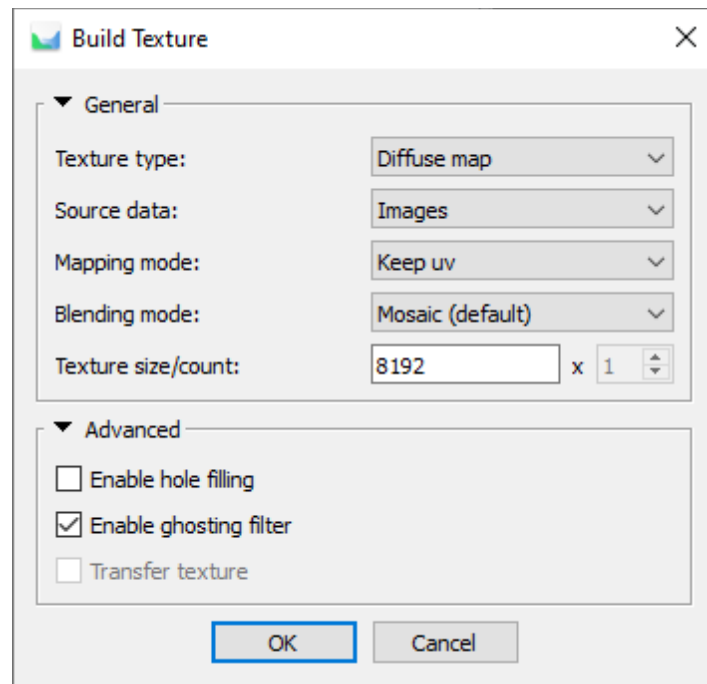 Build Texture
General
Texture type: Diffuse map
Source data: Images
Mapping mode: Keep uv
Blending mode: Mosaic (default)
Texture size/count: 8192 x 1
Advanced
Enable hole filling
Enable ghosting filter
Transfer texture
OK Cancel